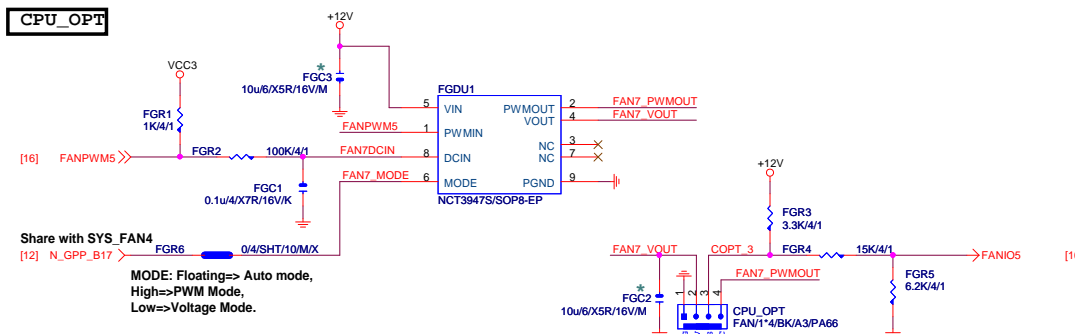 CPU_OPT
+12V
VCC3
*
FGC3
10u/6/X5R/16V/M
FGDU1
FGR1
1K/4/1
5 VIN PWMOUT 2 FAN7_PWMOUT
VOUT 4 FAN7_VOUT
FANPWM5 1 PWMIN
NC 3
[16] FANPWM5 FGR2 100K/4/1 FAN7DCIN 8 DCIN NC 7
FAN7_MODE 6 MODE PGND 9
FGC1
0.1u/4/X7R/16V/K
NCT3947S/SOP8-EP
+12V
FGR3
3.3K/4/1
Share with SYS_FAN4
[12] N_GPP_B17 FGR6 0/4/SHT/10/M/X
FAN7_VOUT COPT_3 FGR4 15K/4/1 FANIO5
MODE: Floating=> Auto mode,
High=>PWM Mode,
Low=>Voltage Mode.
FAN7_PWMOUT
FGR5
6.2K/4/1
*
FGC2
10u/6/X5R/16V/M
1 2 3 4
CPU_OPT
FAN/1*4/BK/A3/PA66